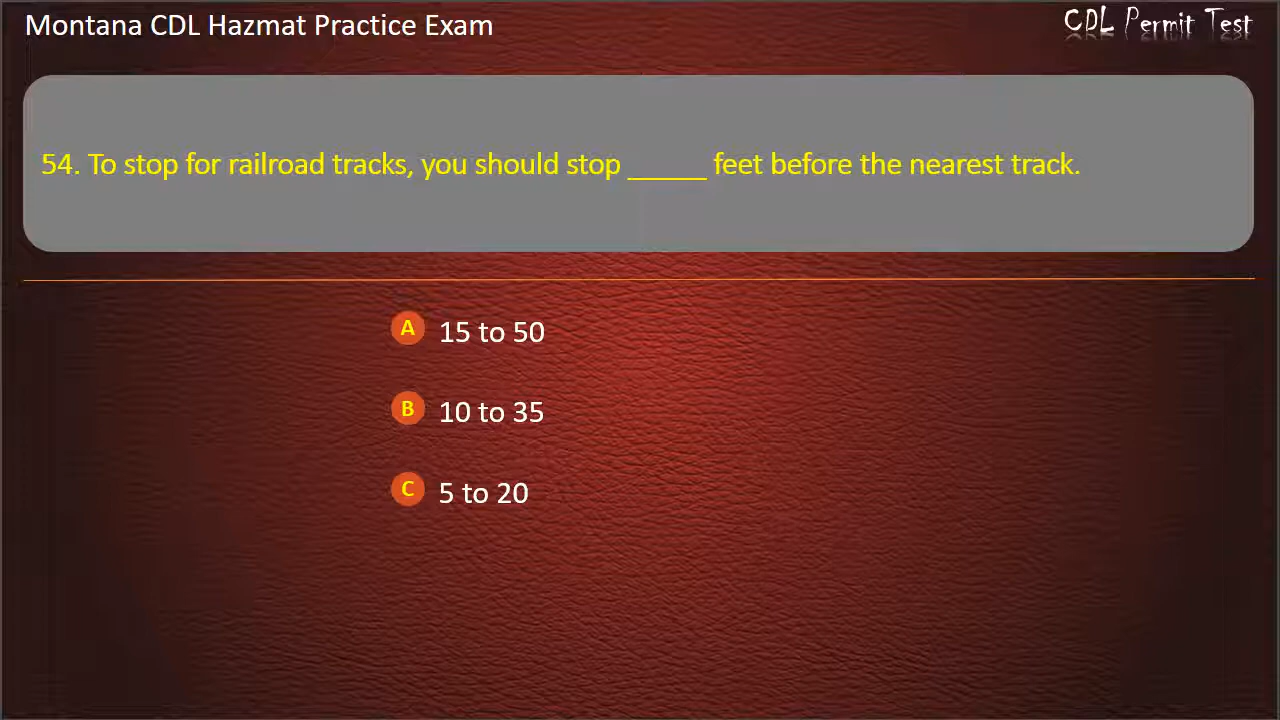 Montana CDL Hazmat Practice Exam
CDL Permit Test
54. To stop for railroad tracks, you should stop _____ feet before the nearest track.
A 15 to 50
B 10 to 35
C 5 to 20